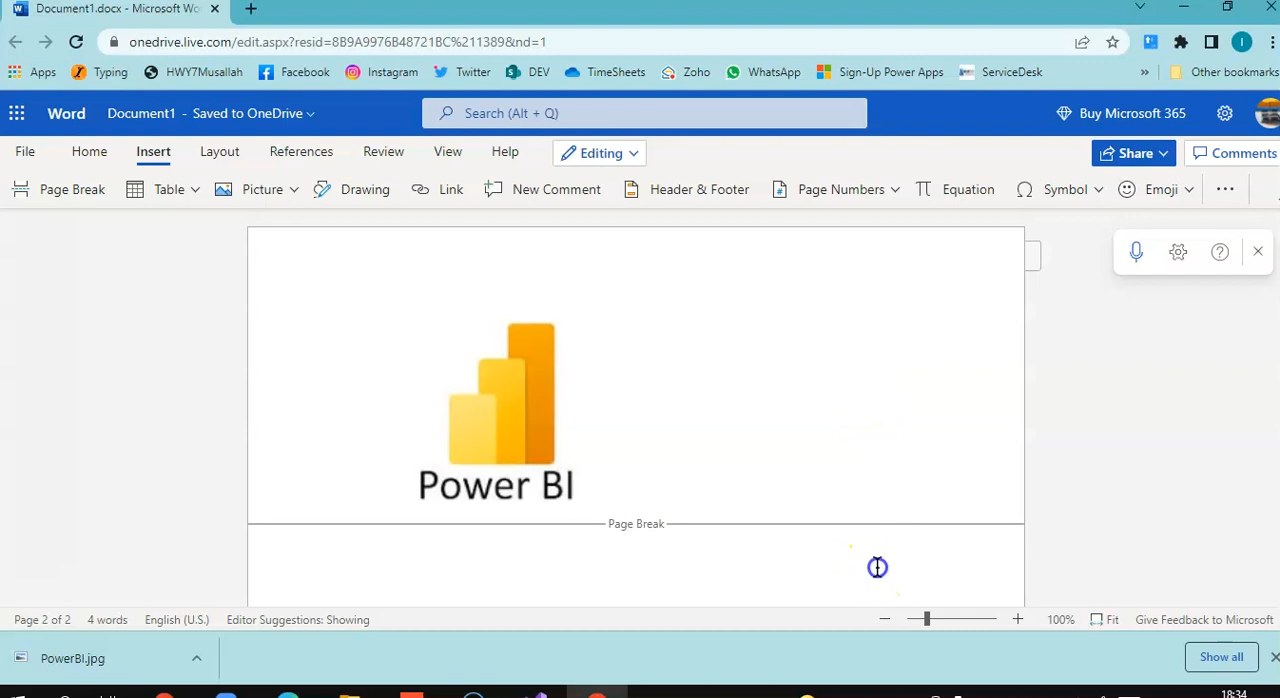 Document1.docx - Microsoft Wo
onedrive.live.com/edit.aspx?resid=8B9A9976B48721BC%211389&nd=1
Apps Typing HWY7Musallah Facebook Instagram Twitter DEV TimeSheets Zoho WhatsApp Sign-Up Power Apps ServiceDesk » Other bookmarks
Word Document1 - Saved to OneDrive Search (Alt + Q) Buy Microsoft 365
File Home Insert Layout References Review View Help Editing Share Comments
Page Break Table Picture Drawing Link New Comment Header & Footer Page Numbers Equation Symbol Emoji ...
Power BI
Page Break
Page 2 of 2 4 words English (U.S.) Editor Suggestions: Showing 100% Fit Give Feedback to Microsoft
PowerBI.jpg Show all
18:34